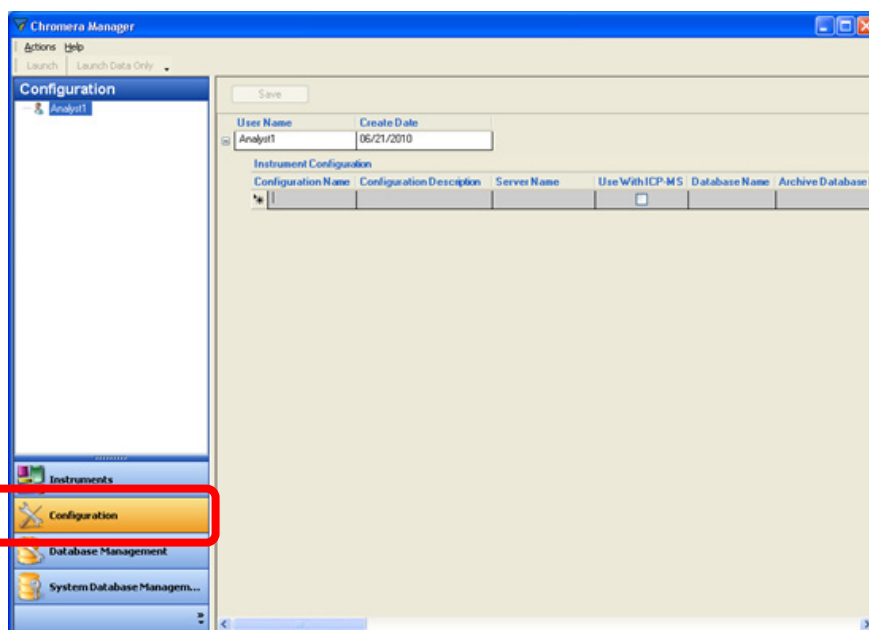 Chromera Manager
Actions Help
Launch Launch Data Only
Configuration
Analyst1
Save
User Name Create Date
Analyst1 06/21/2010
Instrument Configuration
Configuration Name Configuration Description Server Name Use With ICP-MS Database Name Archive Database
Instruments
Configuration
Database Management
System Database Managem...